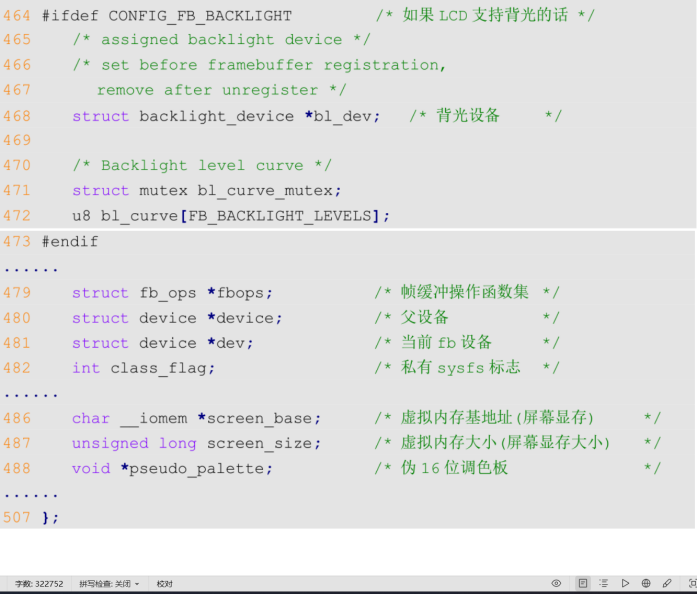 464 #ifdef CONFIG_FB_BACKLIGHT /* 如果 LCD 支持背光的话 */
465 /* assigned backlight device */
466 /* set before framebuffer registration,
467 remove after unregister */
468 struct backlight_device *bl_dev; /* 背光设备 */
469
470 /* Backlight level curve */
471 struct mutex bl_curve_mutex;
472 u8 bl_curve[FB_BACKLIGHT_LEVELS];
473 #endif
......
479 struct fb_ops *fbops; /* 帧缓冲操作函数集 */
480 struct device *device; /* 父设备 */
481 struct device *dev; /* 当前 fb 设备 */
482 int class_flag; /* 私有 sysfs 标志 */
......
486 char __iomem *screen_base; /* 虚拟内存基地址(屏幕显存) */
487 unsigned long screen_size; /* 虚拟内存大小(屏幕显存大小) */
488 void *pseudo_palette; /* 伪 16 位调色板 */
......
507 };
字数: 322752 拼写检查: 关闭 校对